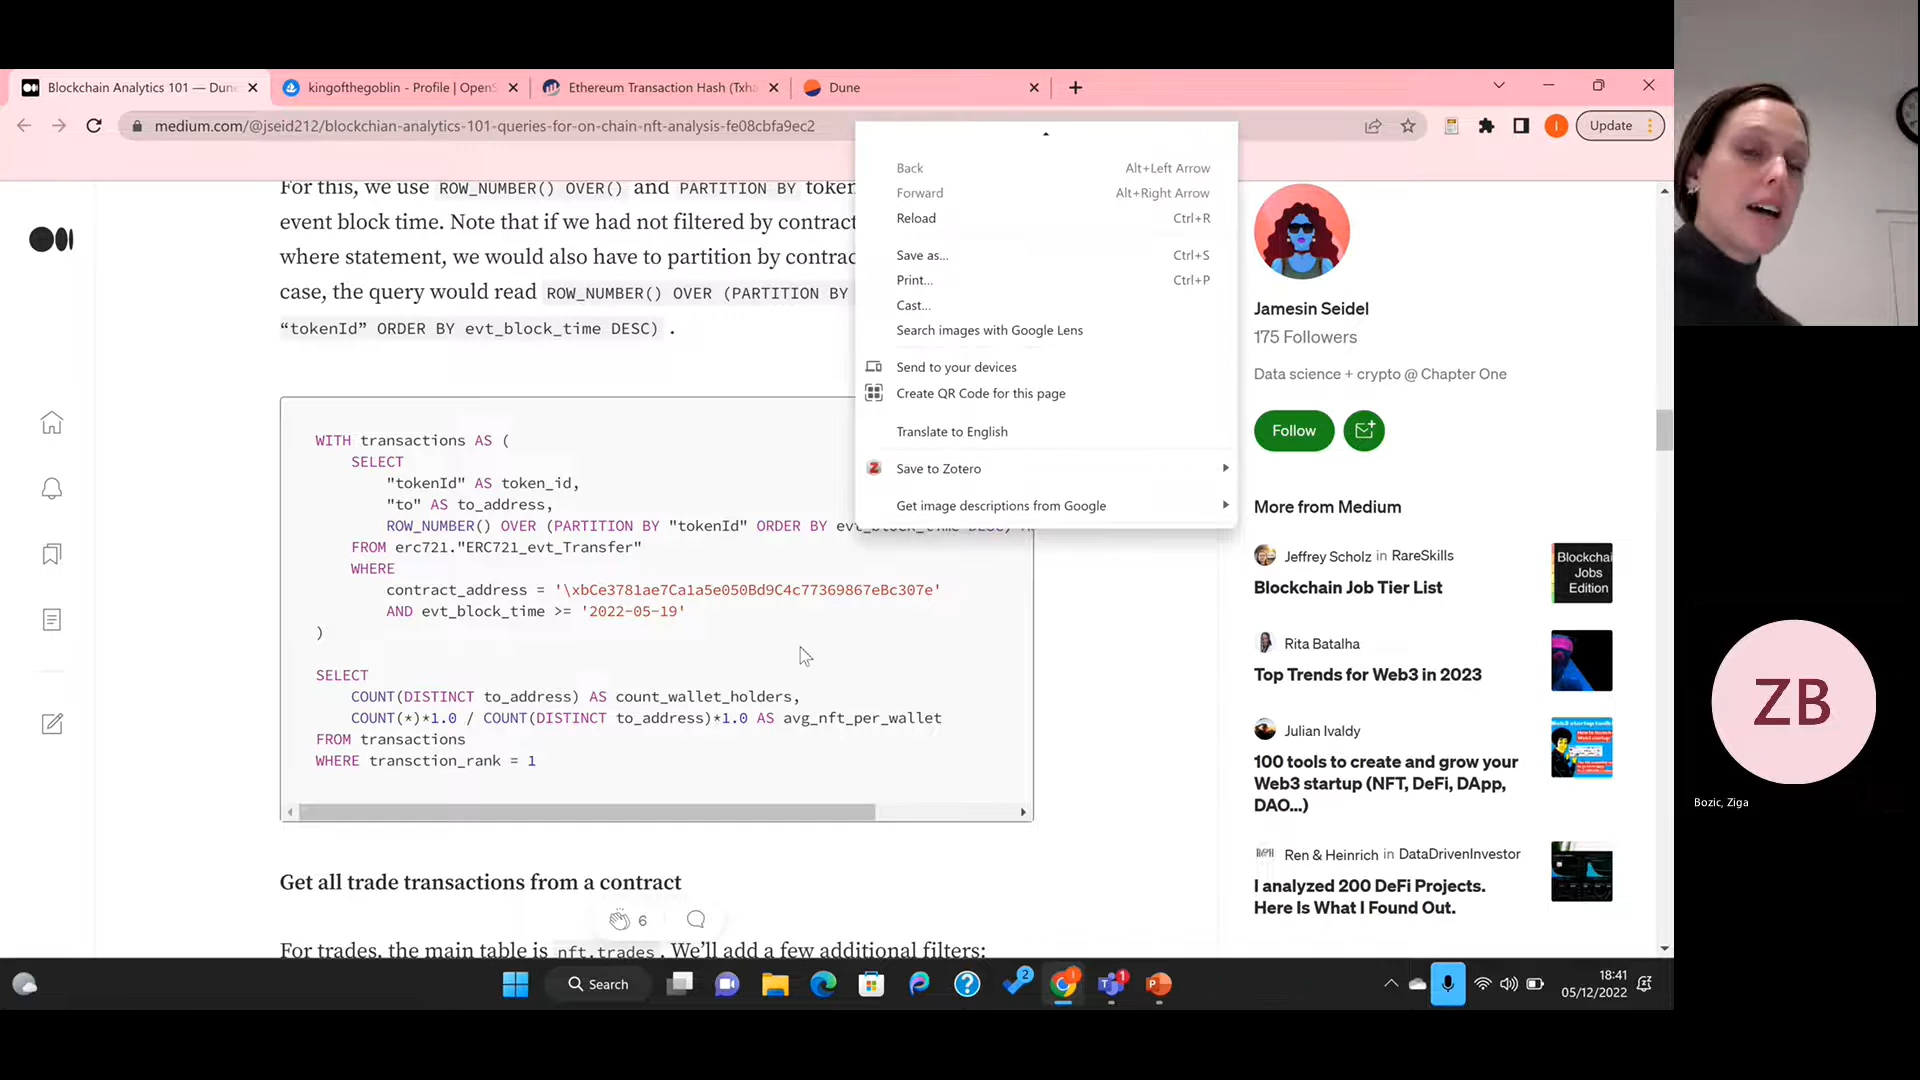 Blockchain Analytics 101 — Dune
kingofthegoblin - Profile | OpenS
Ethereum Transaction Hash (Txha
Dune
medium.com/@jseid212/blockchian-analytics-101-queries-for-on-chain-nft-analysis-fe08cbfa9ec2
I
Update
For this, we use ROW_NUMBER() OVER() and PARTITION BY token
event block time. Note that if we had not filtered by contract
where statement, we would also have to partition by contrac
case, the query would read ROW_NUMBER() OVER (PARTITION BY
“tokenId” ORDER BY evt_block_time DESC) .
Back Alt+Left Arrow
Forward Alt+Right Arrow
Reload Ctrl+R
Save as... Ctrl+S
Print... Ctrl+P
Cast...
Search images with Google Lens
Send to your devices
Create QR Code for this page
Translate to English
Save to Zotero
Get image descriptions from Google
WITH transactions AS (
SELECT
"tokenId" AS token_id,
"to" AS to_address,
ROW_NUMBER() OVER (PARTITION BY "tokenId" ORDER BY evt_block_time DESC)
FROM erc721."ERC721_evt_Transfer"
WHERE
contract_address = '\xbCe3781ae7Ca1a5e050Bd9C4c77369867eBc307e'
AND evt_block_time >= '2022-05-19'
)
SELECT
COUNT(DISTINCT to_address) AS count_wallet_holders,
COUNT(*)*1.0 / COUNT(DISTINCT to_address)*1.0 AS avg_nft_per_wallet
FROM transactions
WHERE transction_rank = 1
Get all trade transactions from a contract
6
For trades, the main table is nft.trades. We’ll add a few additional filters:
Jamesin Seidel
175 Followers
Data science + crypto @ Chapter One
Follow
More from Medium
Jeffrey Scholz in RareSkills
Blockchain Job Tier List
Blockchai
Jobs
Edition
Rita Batalha
Top Trends for Web3 in 2023
Julian Ivaldy
100 tools to create and grow your
Web3 startup (NFT, DeFi, DApp,
DAO...)
Ren & Heinrich in DataDrivenInvestor
I analyzed 200 DeFi Projects.
Here Is What I Found Out.
Search
2
1
18:41
05/12/2022
ZB
Bozic, Ziga